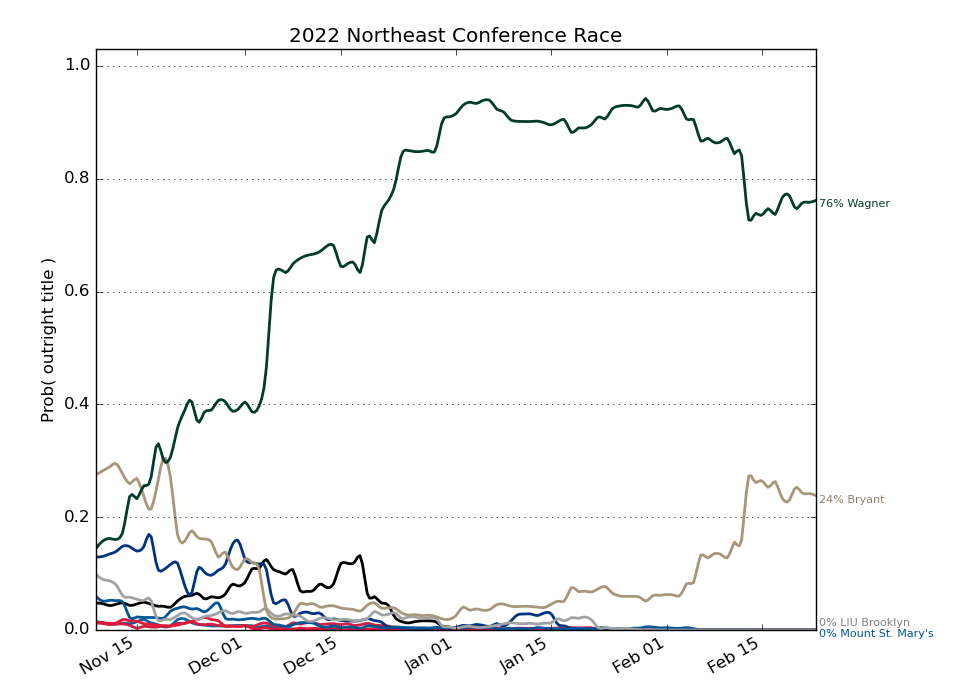 2022 Northeast Conference Race
Prob( outright title )
1.0
0.8
0.6
0.4
0.2
0.0
76% Wagner
24% Bryant
0% LIU Brooklyn
0% Mount St. Mary's
Nov 15
Dec 01
Dec 15
Jan 01
Jan 15
Feb 01
Feb 15